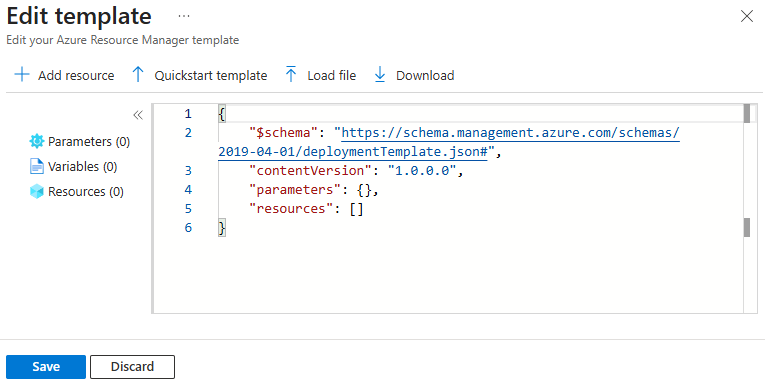 Edit template ...
Edit your Azure Resource Manager template
+ Add resource ↑ Quickstart template Load file ↓ Download
«
Parameters (0)
Variables (0)
Resources (0)
1 {
2 "$schema": "https://schema.management.azure.com/schemas/
2019-04-01/deploymentTemplate.json#",
3 "contentVersion": "1.0.0.0",
4 "parameters": {},
5 "resources": []
6 }
Save Discard